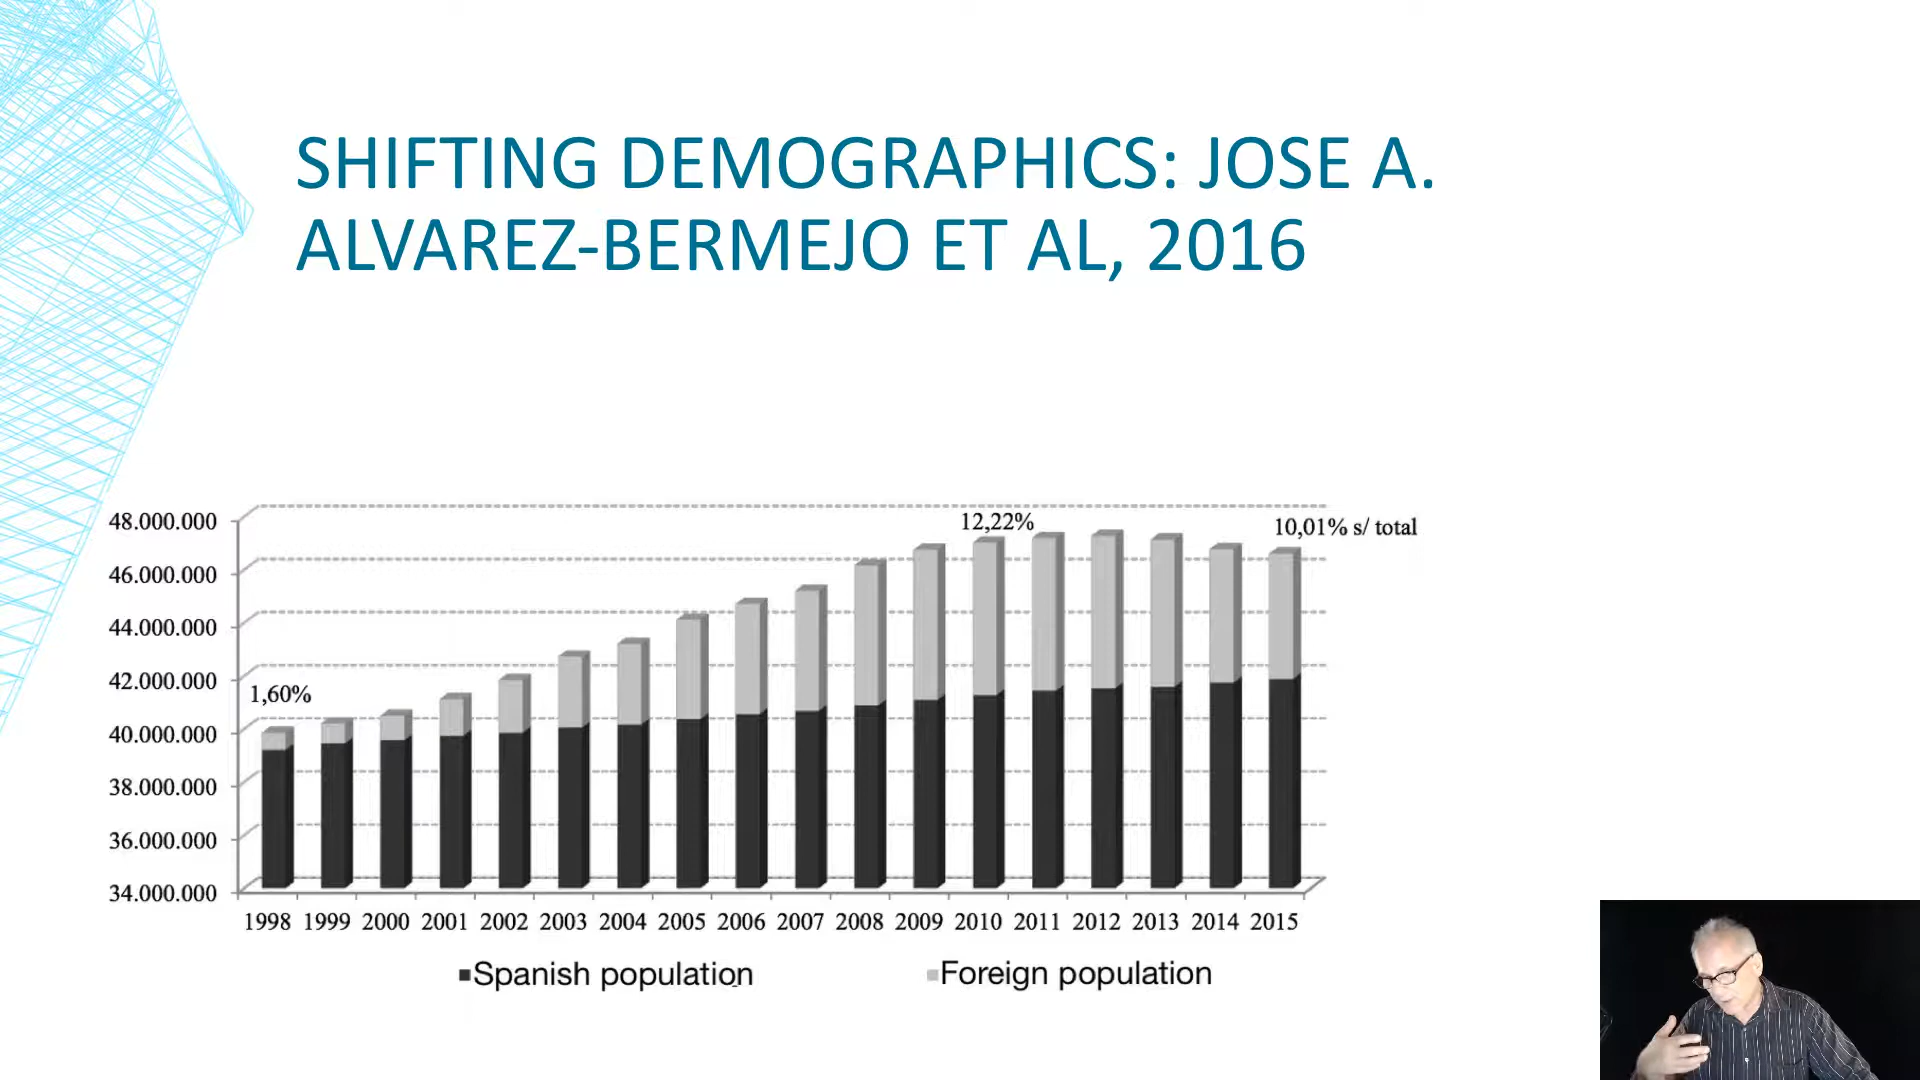 SHIFTING DEMOGRAPHICS: JOSE A.
ALVAREZ-BERMEJO ET AL, 2016
48.000.000
46.000.000
44.000.000
42.000.000
40.000.000
38.000.000
36.000.000
34.000.000
1,60%
12,22%
10,01% s/ total
1998 1999 2000 2001 2002 2003 2004 2005 2006 2007 2008 2009 2010 2011 2012 2013 2014 2015
Spanish population Foreign population